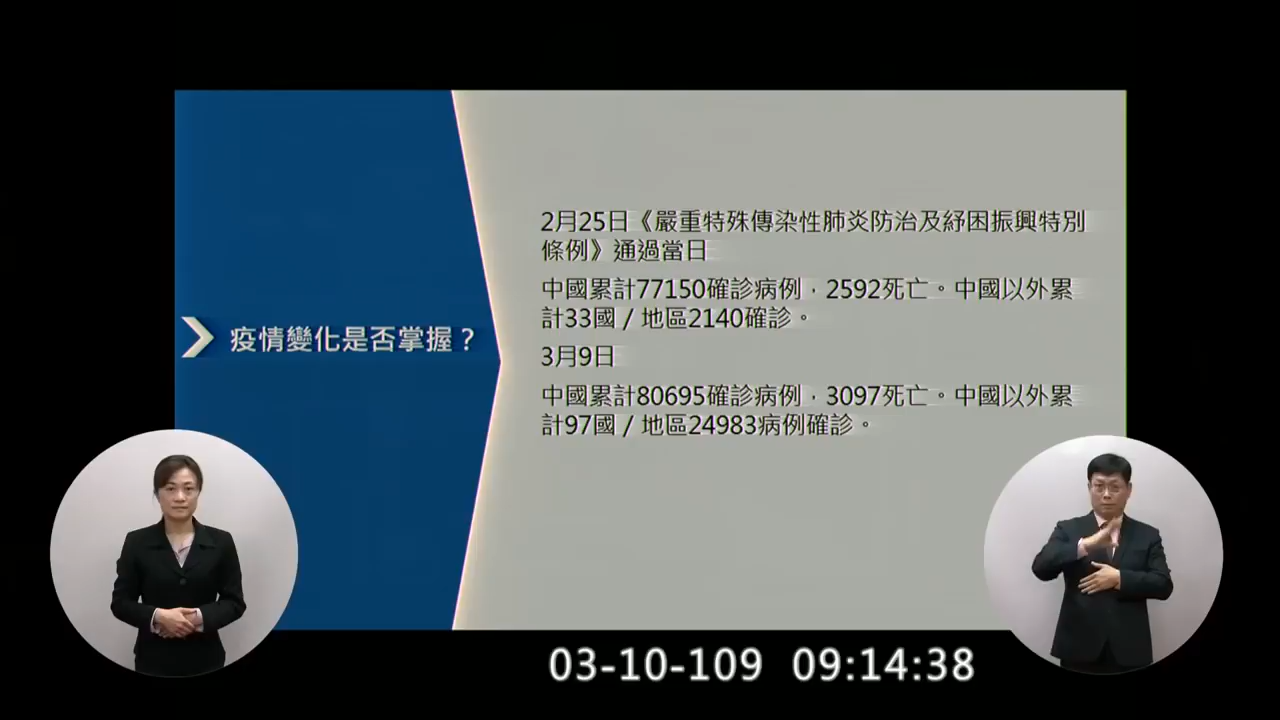 疫情變化是否掌握？
2月25日《嚴重特殊傳染性肺炎防治及紓困振興特別
條例》通過當日
中國累計77150確診病例，2592死亡。中國以外累
計33國／地區2140確診。
3月9日
中國累計80695確診病例，3097死亡。中國以外累
計97國／地區24983病例確診。
03-10-109 09:14:38